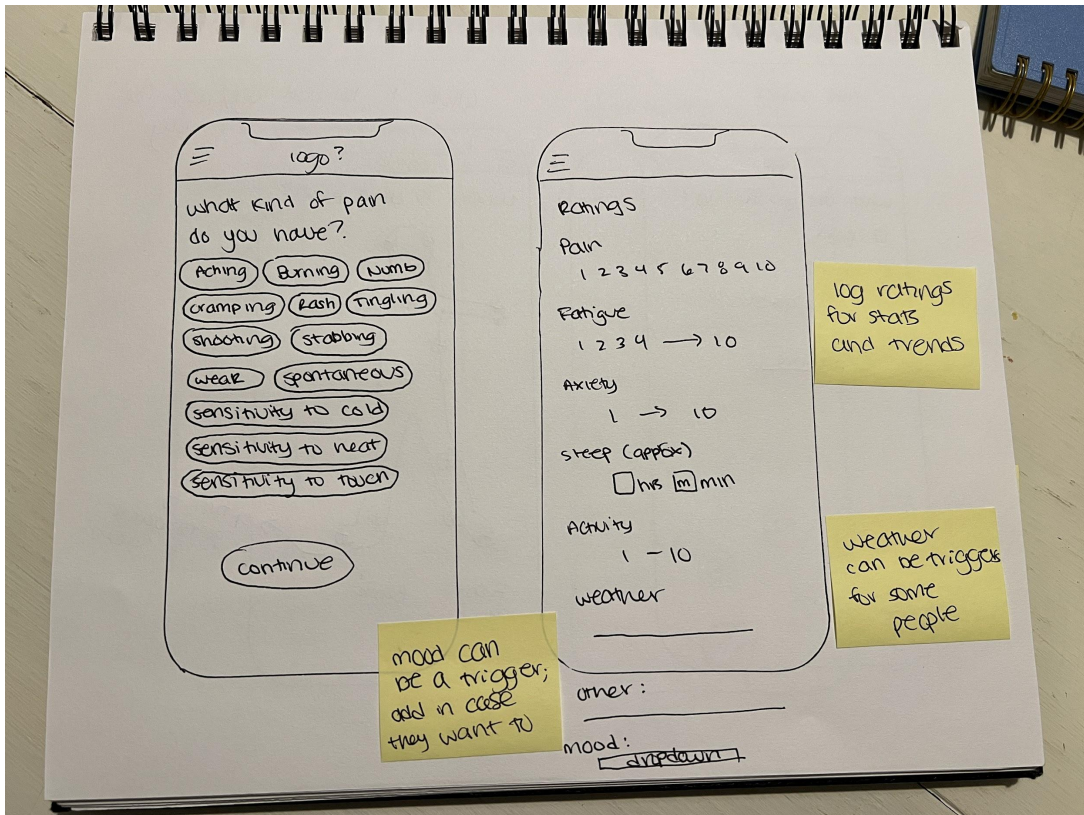 logo?
what kind of pain
do you have?
Aching Burning Numb
cramping Rash Tingling
shooting stabbing
weak spontaneous
sensitivity to cold
sensitivity to heat
sensitivity to touch
continue
mood can
be a trigger;
add in case
they want to
Ratings
Pain
1 2 3 4 5 6 7 8 9 10
Fatigue
1 2 3 4 → 10
Axiety
1 → 10
sleep (approx)
hrs m min
Activity
1 - 10
weather
other:
mood:
dropdown
log ratings
for stats
and trends
weather
can be triggers
for some
people